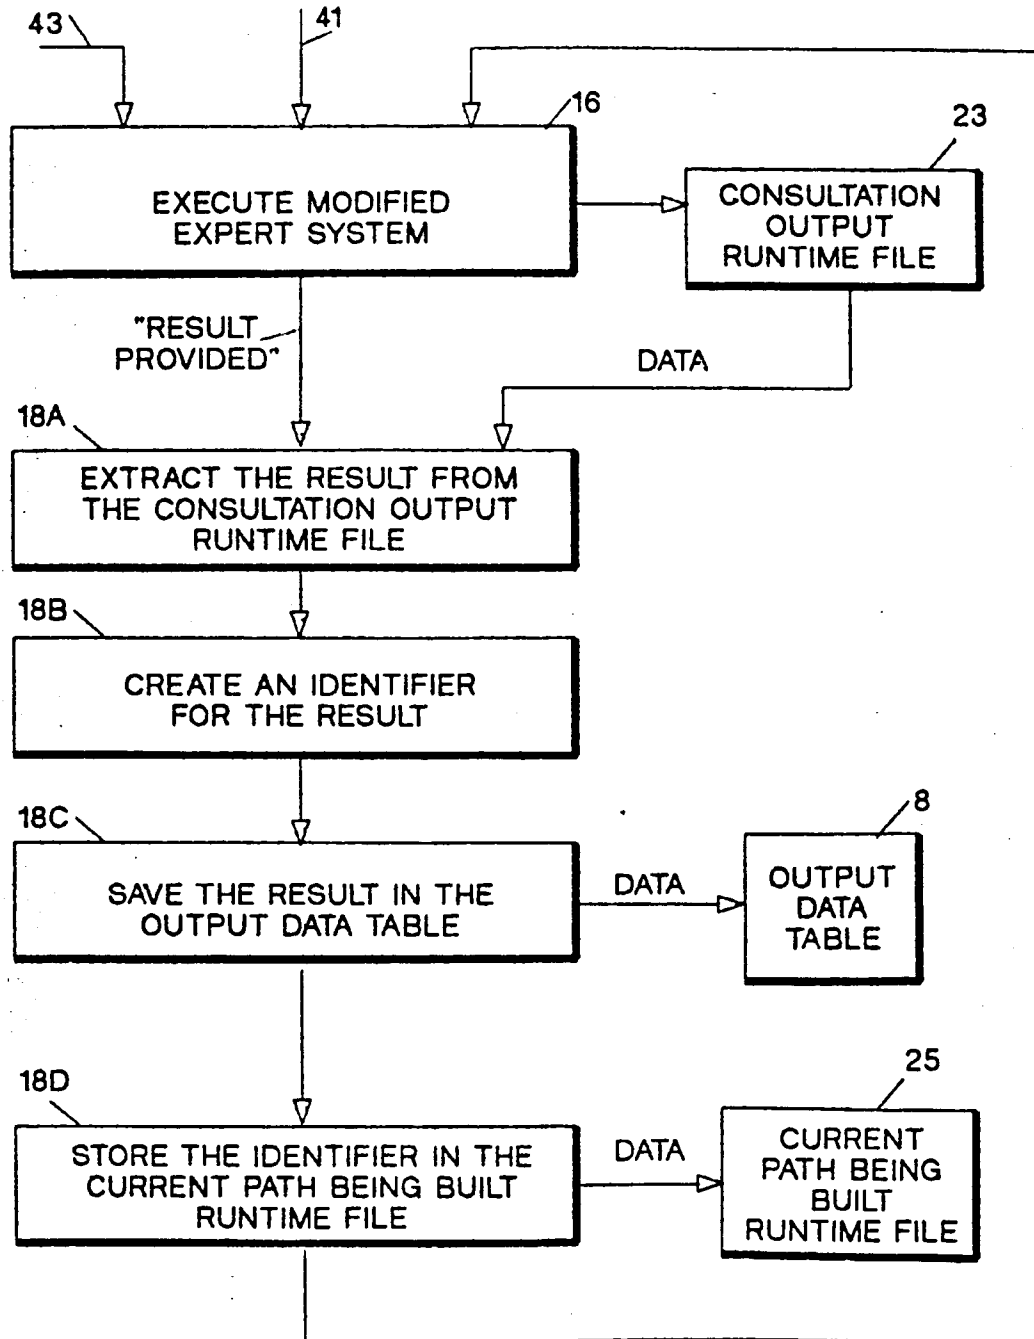 43
41
16
EXECUTE MODIFIED
EXPERT SYSTEM
23
CONSULTATION
OUTPUT
RUNTIME FILE
"RESULT
PROVIDED"
DATA
18A
EXTRACT THE RESULT FROM
THE CONSULTATION OUTPUT
RUNTIME FILE
18B
CREATE AN IDENTIFIER
FOR THE RESULT
18C
SAVE THE RESULT IN THE
OUTPUT DATA TABLE
DATA
8
OUTPUT
DATA
TABLE
18D
STORE THE IDENTIFIER IN THE
CURRENT PATH BEING BUILT
RUNTIME FILE
DATA
25
CURRENT
PATH BEING
BUILT
RUNTIME FILE